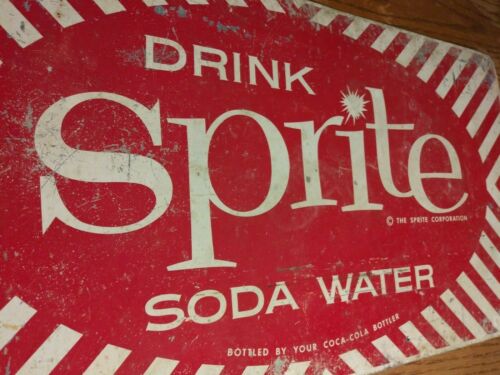 DRINK
Sprite
© THE SPRITE CORPORATION
SODA WATER
BOTTLED BY YOUR COCA-COLA BOTTLER